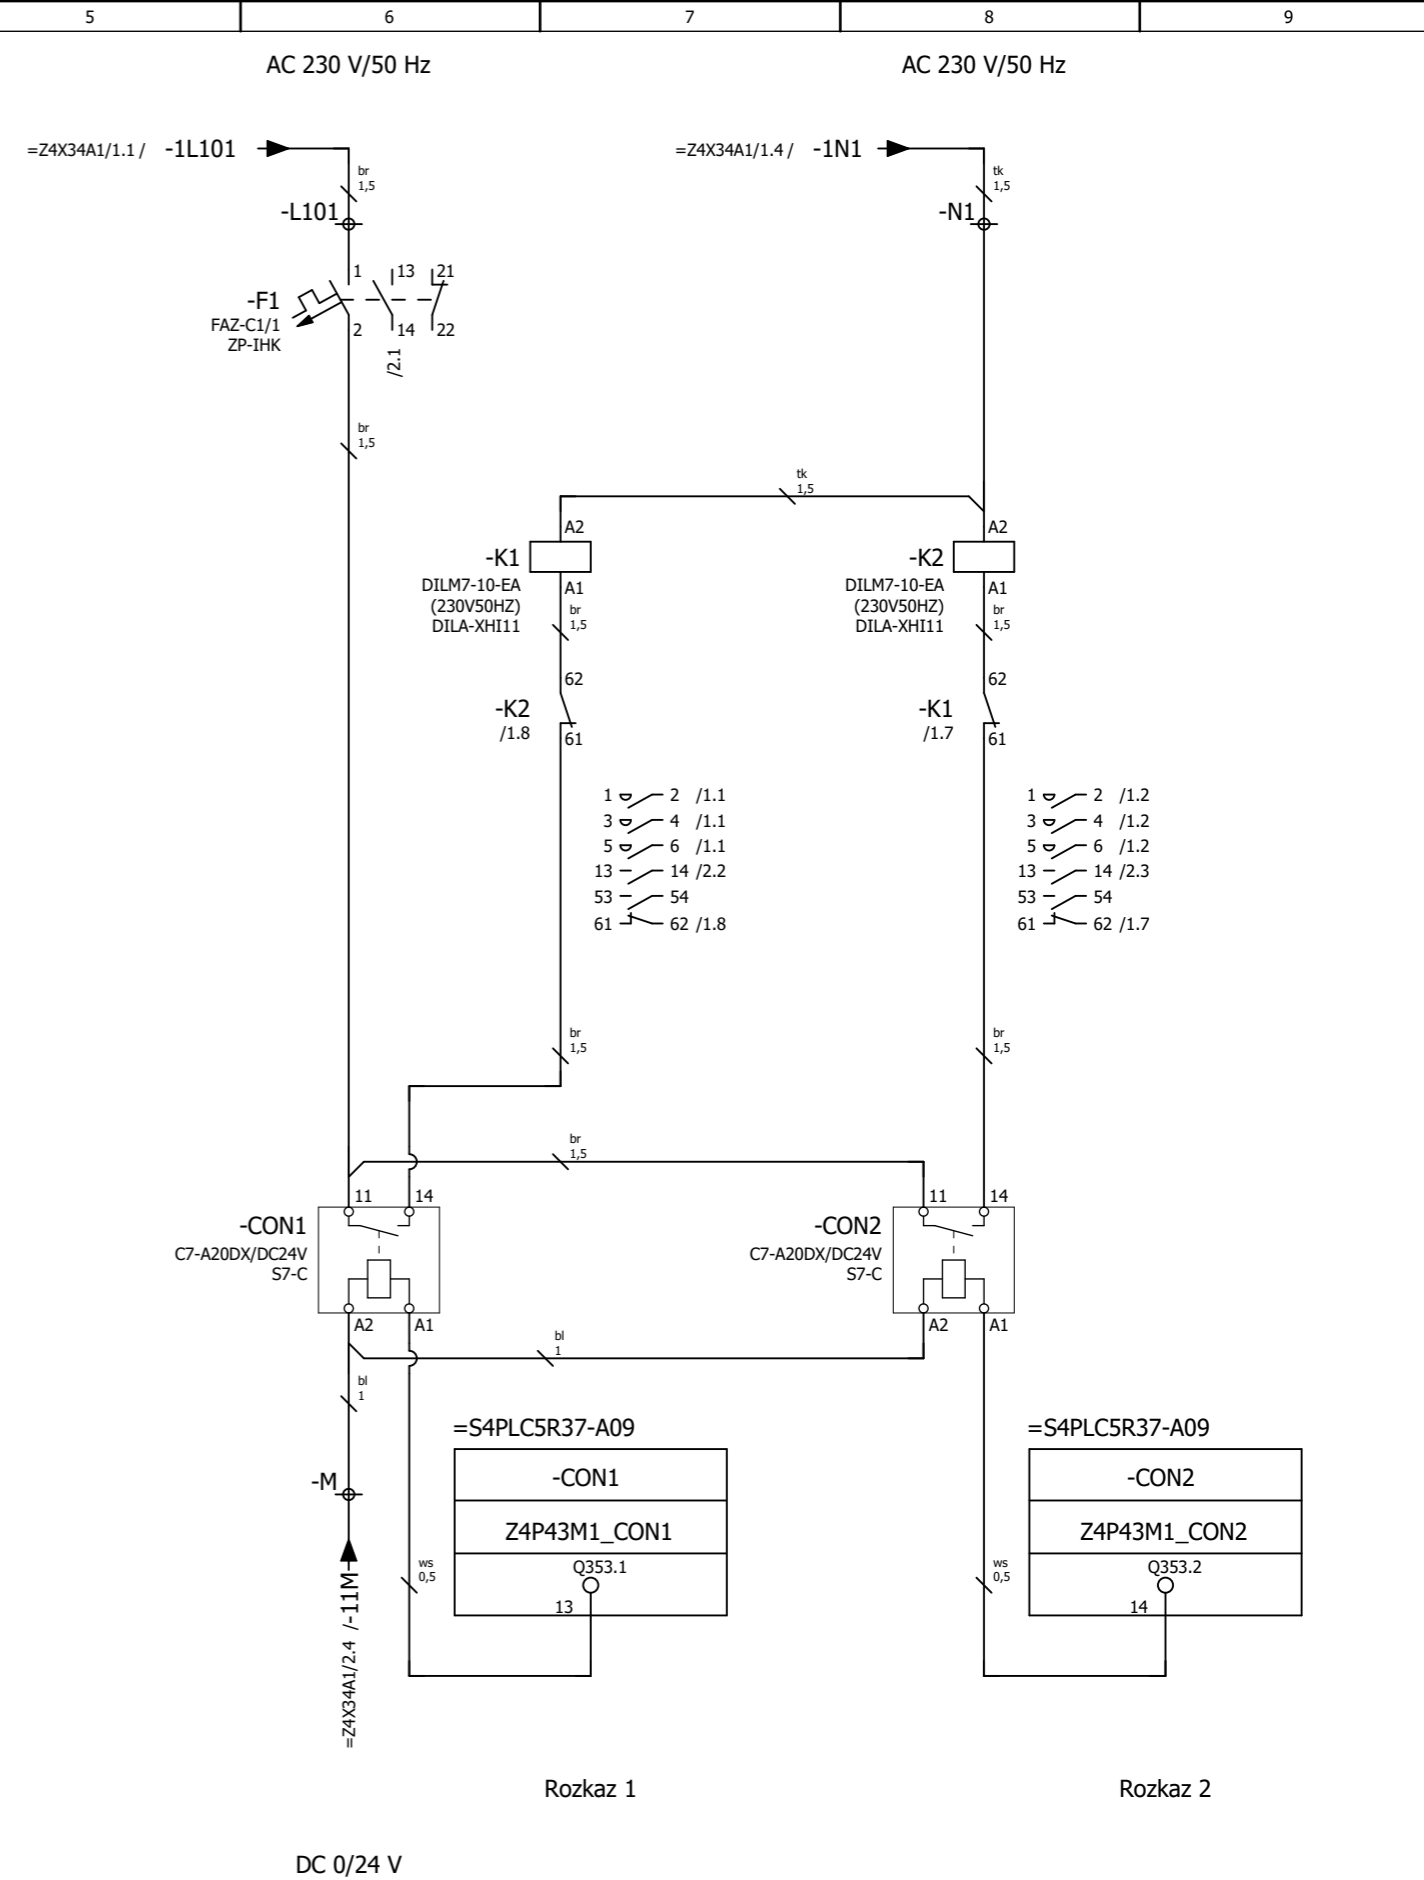 5 6 7 8 9
AC 230 V/50 Hz AC 230 V/50 Hz
=Z4X34A1/1.1 / -1L101 =Z4X34A1/1.4 / -1N1
br tk
1,5 1,5
-L101 -N1
1 13 21
-F1
FAZ-C1/1
ZP-IHK
2 14 22
/2.1
br
1,5
tk
1,5
A2 A2
-K1 -K2
DILM7-10-EA A1 DILM7-10-EA A1
(230V50HZ) br (230V50HZ) br
DILA-XHI11 1,5 DILA-XHI11 1,5
62 62
-K2 -K1
/1.8 /1.7
61 61
1 2 /1.1 1 2 /1.2
3 4 /1.1 3 4 /1.2
5 6 /1.1 5 6 /1.2
13 14 /2.2 13 14 /2.3
53 54 53 54
61 62 /1.8 61 62 /1.7
br br
1,5 1,5
br
1,5
11 14 11 14
-CON1 -CON2
C7-A20DX/DC24V C7-A20DX/DC24V
S7-C S7-C
A2 A1 A2 A1
bl
1
bl
1
=S4PLC5R37-A09 =S4PLC5R37-A09
-CON1 -CON2
-M
Z4P43M1_CON1 Z4P43M1_CON2
ws Q353.1 ws Q353.2
0,5 0,5
13 14
=Z4X34A1/2.4 /-11M
Rozkaz 1 Rozkaz 2
DC 0/24 V